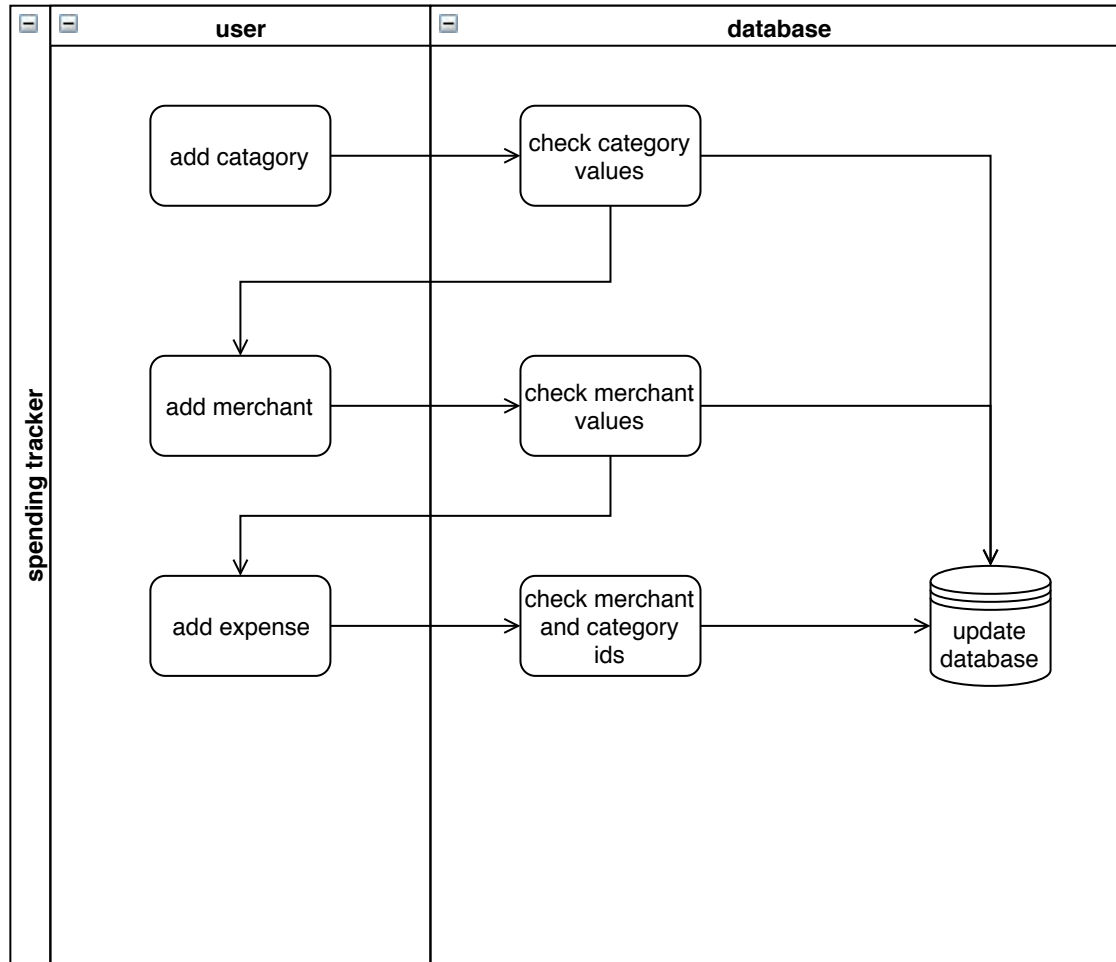 user
database
spending tracker
add catagory
check category
values
add merchant
check merchant
values
add expense
check merchant
and category
ids
update
database